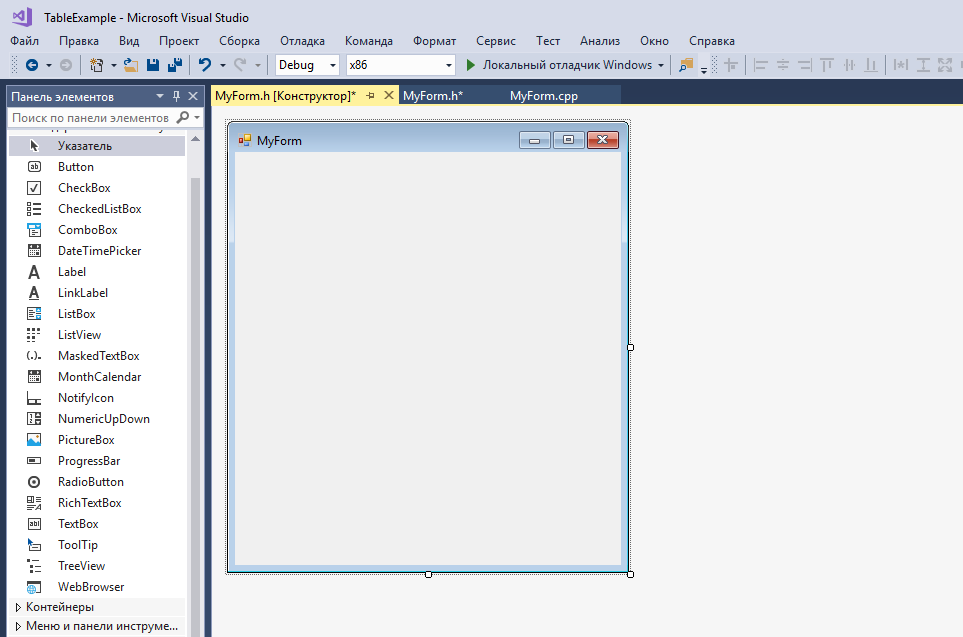 TableExample - Microsoft Visual Studio
Файл Правка Вид Проект Сборка Отладка Команда Формат Сервис Тест Анализ Окно Справка
Debug x86 Локальный отладчик Windows
Панель элементов
MyForm.h [Конструктор]* MyForm.h* MyForm.cpp
Поиск по панели элементов
MyForm
Указатель
Button
CheckBox
CheckedListBox
ComboBox
DateTimePicker
Label
LinkLabel
ListBox
ListView
MaskedTextBox
MonthCalendar
NotifyIcon
NumericUpDown
PictureBox
ProgressBar
RadioButton
RichTextBox
TextBox
ToolTip
TreeView
WebBrowser
Контейнеры
Меню и панели инструме...